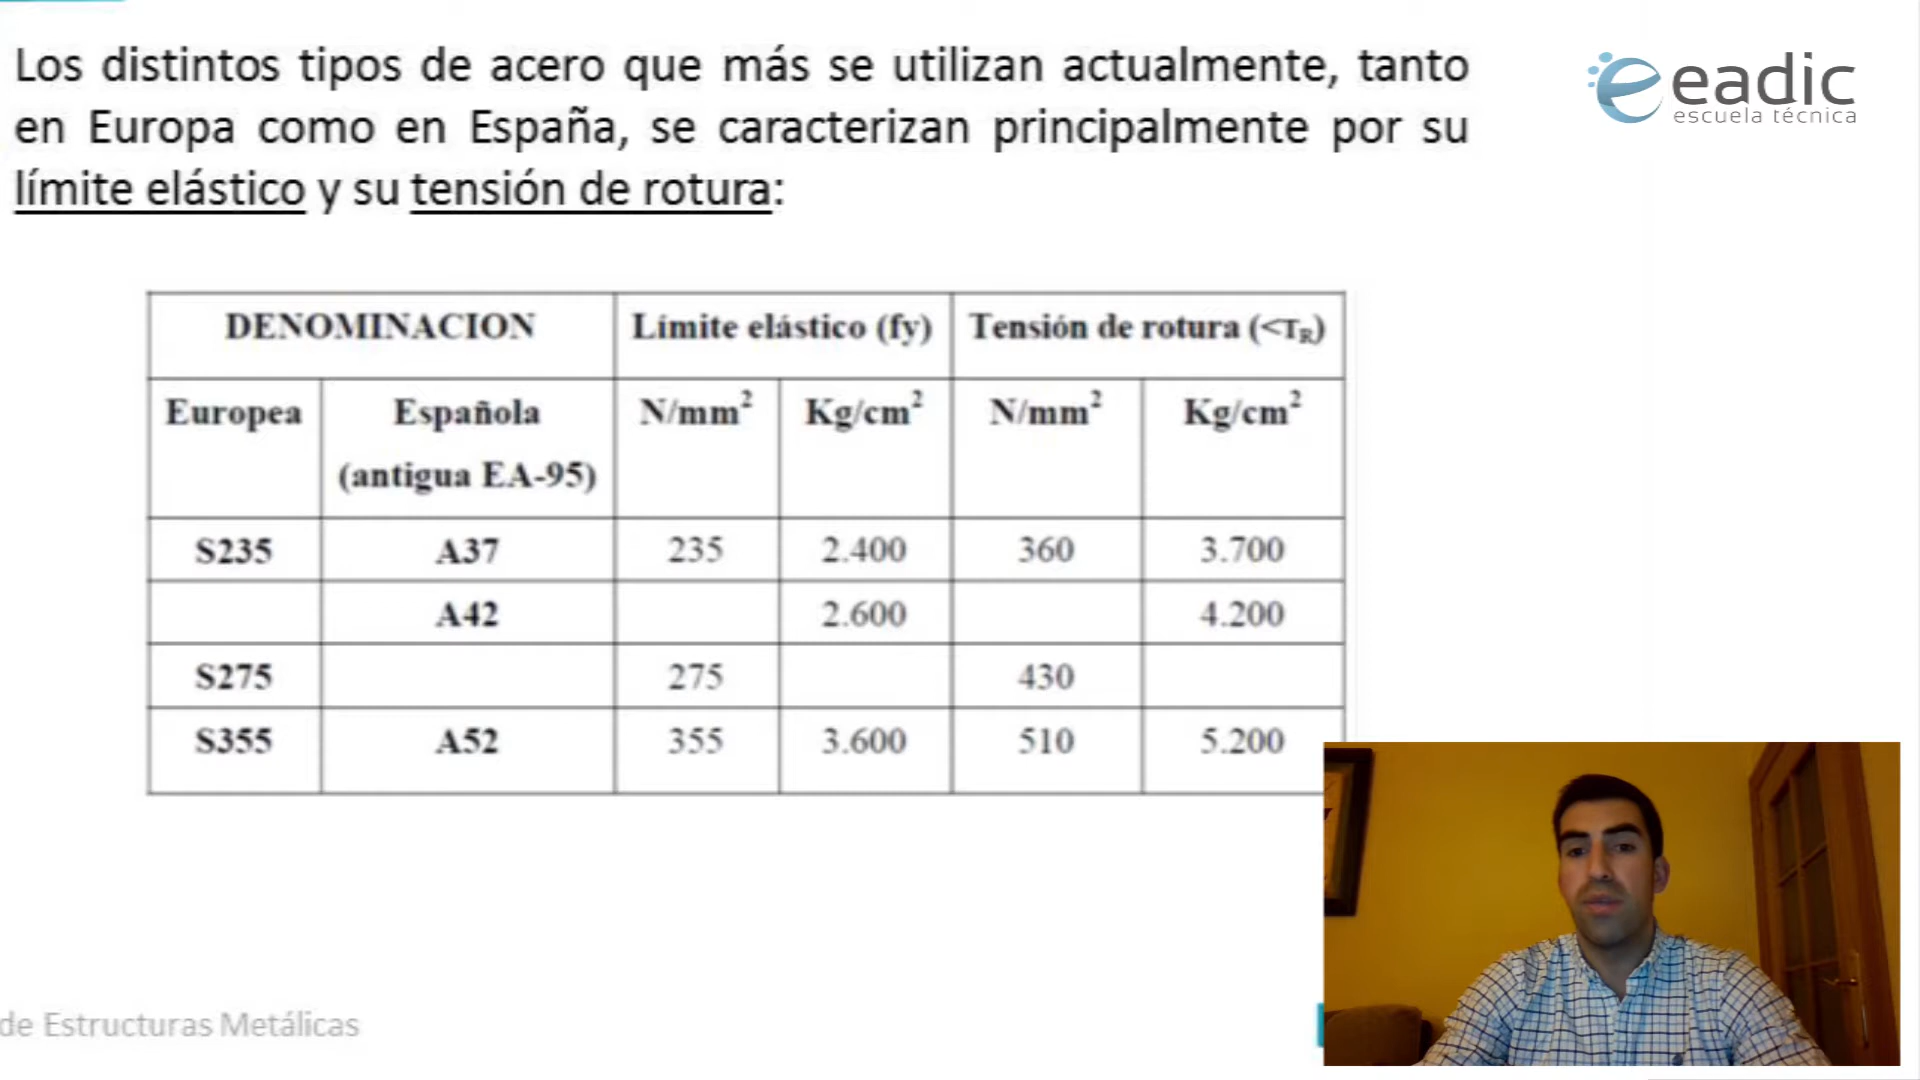 Los distintos tipos de acero que más se utilizan actualmente, tanto
en Europa como en España, se caracterizan principalmente por su
límite elástico y su tensión de rotura:
eadic
escuela técnica
DENOMINACION Límite elástico (fy) Tensión de rotura (<TR)
Europea Española (antigua EA-95) N/mm² Kg/cm² N/mm² Kg/cm²
S235 A37 235 2.400 360 3.700
A42 2.600 4.200
S275 275 430
S355 A52 355 3.600 510 5.200
de Estructuras Metálicas